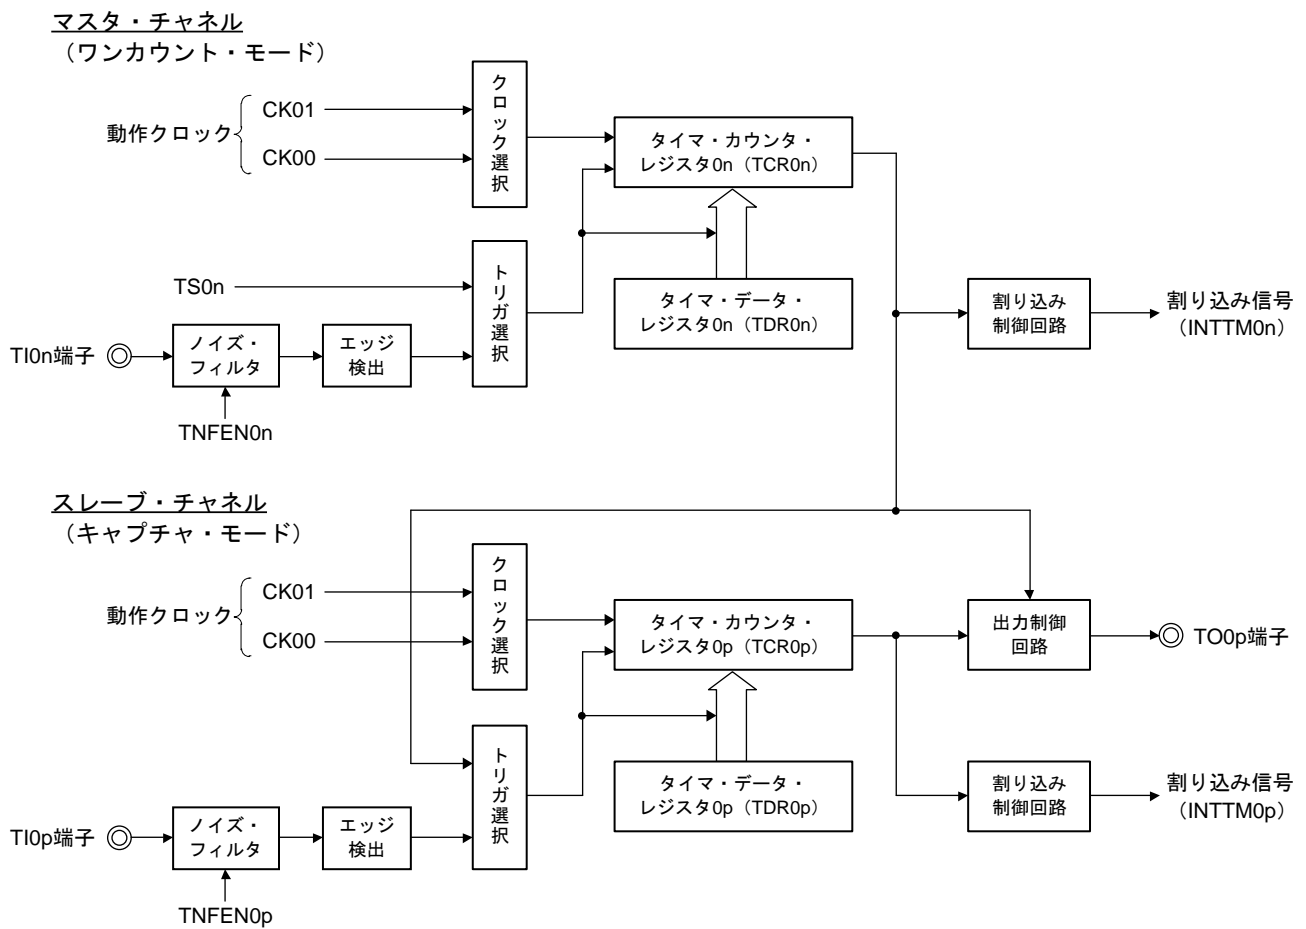 マスタ・チャネル
（ワンカウント・モード）
動作クロック
CK01
CK00
クロック選択
タイマ・カウンタ・
レジスタ0n（TCR0n）
TS0n
トリガ選択
タイマ・データ・
レジスタ0n（TDR0n）
割り込み
制御回路
割り込み信号
（INTTM0n）
TI0n端子
ノイズ・
フィルタ
エッジ
検出
TNFEN0n
スレーブ・チャネル
（キャプチャ・モード）
動作クロック
CK01
CK00
クロック選択
タイマ・カウンタ・
レジスタ0p（TCR0p）
出力制御
回路
TO0p端子
トリガ選択
タイマ・データ・
レジスタ0p（TDR0p）
割り込み
制御回路
割り込み信号
（INTTM0p）
TI0p端子
ノイズ・
フィルタ
エッジ
検出
TNFEN0p